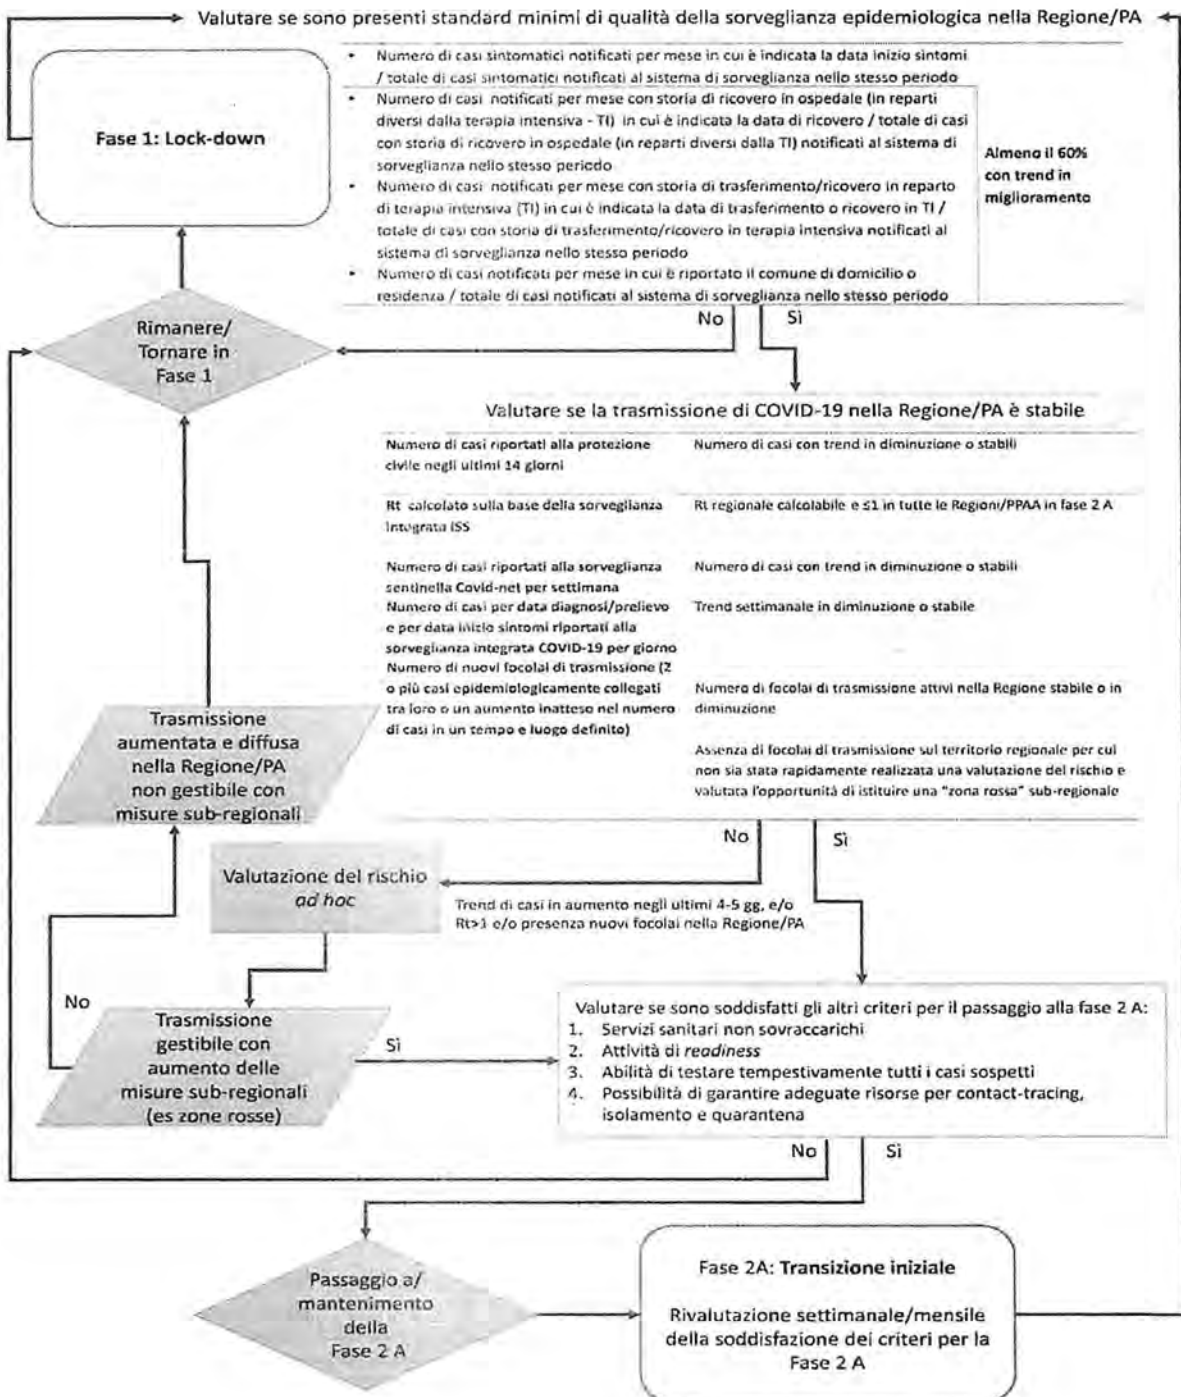 Valutare se sono presenti standard minimi di qualità della sorveglianza epidemiologica nella Regione/PA
Fase 1: Lock-down
• Numero di casi sintomatici notificati per mese in cui è indicata la data inizio sintomi
/ totale di casi sintomatici notificati al sistema di sorveglianza nello stesso periodo
• Numero di casi notificati per mese con storia di ricovero in ospedale (in reparti
diversi dalla terapia intensiva - TI) in cui è indicata la data di ricovero / totale di casi
con storia di ricovero in ospedale (in reparti diversi dalla TI) notificati al sistema di
sorveglianza nello stesso periodo
• Numero di casi notificati per mese con storia di trasferimento/ricovero in reparto
di terapia intensiva (TI) in cui è indicata la data di trasferimento o ricovero in TI /
totale di casi con storia di trasferimento/ricovero in terapia intensiva notificati al
sistema di sorveglianza nello stesso periodo
• Numero di casi notificati per mese in cui è riportato il comune di domicilio o
residenza / totale di casi notificati al sistema di sorveglianza nello stesso periodo
Almeno il 60%
con trend in
miglioramento
No
Sì
Rimanere/
Tornare in
Fase 1
Valutare se la trasmissione di COVID-19 nella Regione/PA è stabile
Numero di casi riportati alla protezione
civile negli ultimi 14 giorni
Numero di casi con trend in diminuzione o stabili
Rt calcolato sulla base della sorveglianza
integrata ISS
Rt regionale calcolabile e ≤1 in tutte le Regioni/PPAA in fase 2 A
Numero di casi riportati alla sorveglianza
sentinella Covid-net per settimana
Numero di casi con trend in diminuzione o stabili
Numero di casi per data diagnosi/prelievo
e per data inizio sintomi riportati alla
sorveglianza integrata COVID-19 per giorno
Trend settimanale in diminuzione o stabile
Numero di nuovi focolai di trasmissione (2
o più casi epidemiologicamente collegati
tra loro o un aumento inatteso nel numero
di casi in un tempo e luogo definito)
Numero di focolai di trasmissione attivi nella Regione stabile o in
diminuzione
Assenza di focolai di trasmissione sul territorio regionale per cui
non sia stata rapidamente realizzata una valutazione del rischio e
valutata l'opportunità di istituire una "zona rossa" sub-regionale
Trasmissione
aumentata e diffusa
nella Regione/PA
non gestibile con
misure sub-regionali
No
Sì
Valutazione del rischio
ad hoc
Trend di casi in aumento negli ultimi 4-5 gg, e/o
Rt>1 e/o presenza nuovi focolai nella Regione/PA
No
Trasmissione
gestibile con
aumento delle
misure sub-regionali
(es zone rosse)
Sì
Valutare se sono soddisfatti gli altri criteri per il passaggio alla fase 2 A:
1. Servizi sanitari non sovraccarichi
2. Attività di readiness
3. Abilità di testare tempestivamente tutti i casi sospetti
4. Possibilità di garantire adeguate risorse per contact-tracing,
isolamento e quarantena
No
Sì
Passaggio a/
mantenimento
della
Fase 2 A
Fase 2A: Transizione iniziale
Rivalutazione settimanale/mensile
della soddisfazione dei criteri per la
Fase 2 A